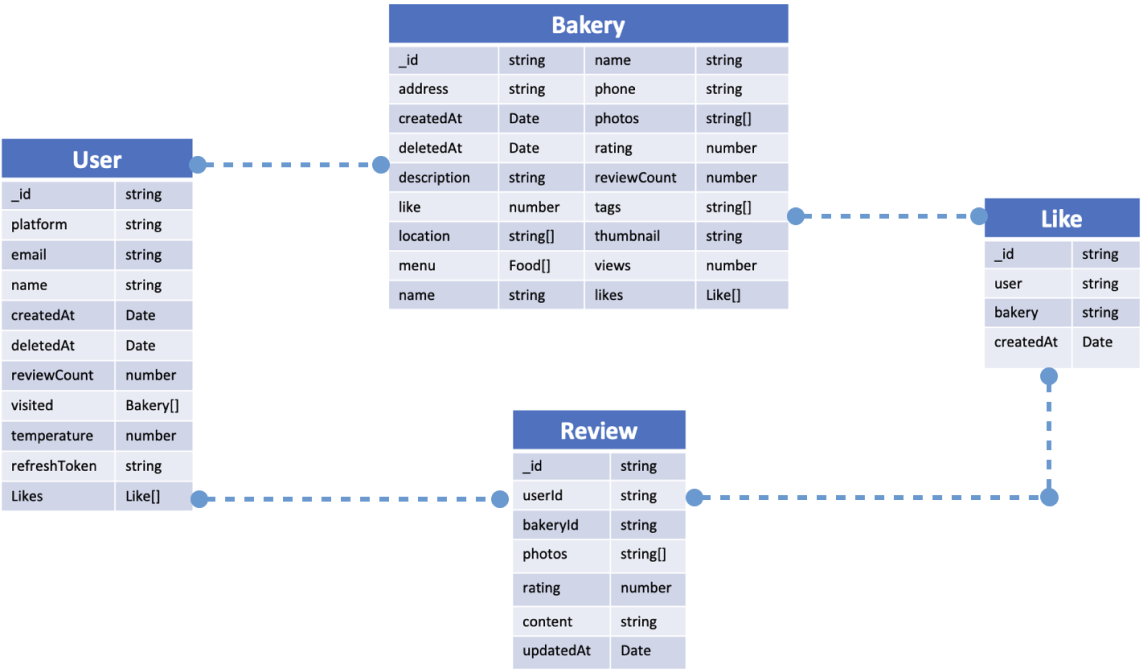 Bakery
_id string name string
address string phone string
createdAt Date photos string[]
deletedAt Date rating number
description string reviewCount number
like number tags string[]
location string[] thumbnail string
menu Food[] views number
name string likes Like[]
User
_id string
platform string
email string
name string
createdAt Date
deletedAt Date
reviewCount number
visited Bakery[]
temperature number
refreshToken string
Likes Like[]
Like
_id string
user string
bakery string
createdAt Date
Review
_id string
userId string
bakeryId string
photos string[]
rating number
content string
updatedAt Date